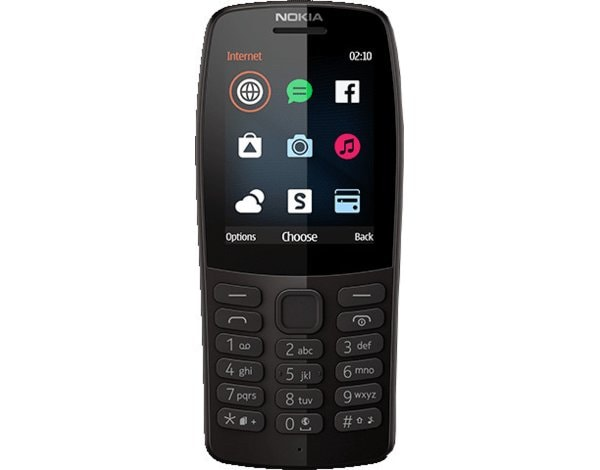 NOKIA
Internet 02:10
f
S
Options Choose Back
1 2 abc 3 def
4 ghi 5 jkl 6 mno
7 pqrs 8 tuv 9 wxyz
* + 0 #